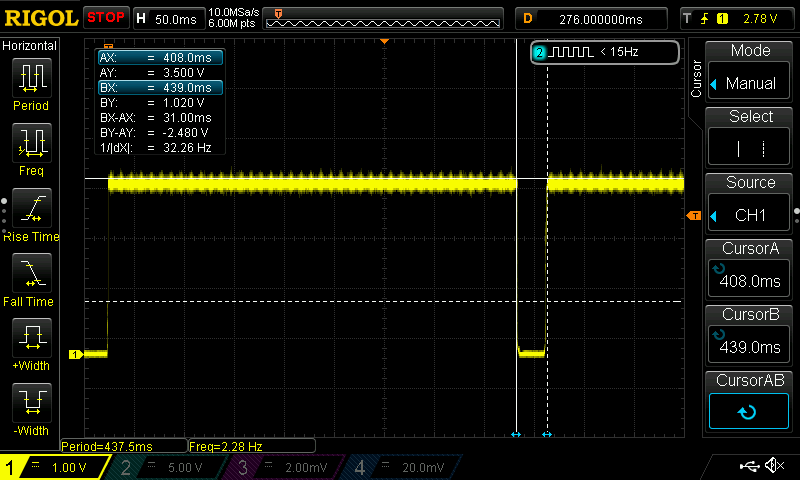 RIGOL STOP H 50.0ms 10.0MSa/s 6.00M pts T D 276.000000ms T 1 2.78 V
Horizontal
Period
Freq
Rise Time
Fall Time
+Width
-Width
AX: = 408.0ms
AY: = 3.500 V
BX: = 439.0ms
BY: = 1.020 V
BX-AX: = 31.00ms
BY-AY: = -2.480 V
1/|dX|: = 32.26 Hz
2 < 15Hz
T
1
Cursor
Mode
Manual
Select
Source
CH1
CursorA
408.0ms
CursorB
439.0ms
CursorAB
Period=437.5ms Freq=2.28 Hz
1 = 1.00 V 2 = 5.00 V 3 = 2.00mV 4 = 20.0mV